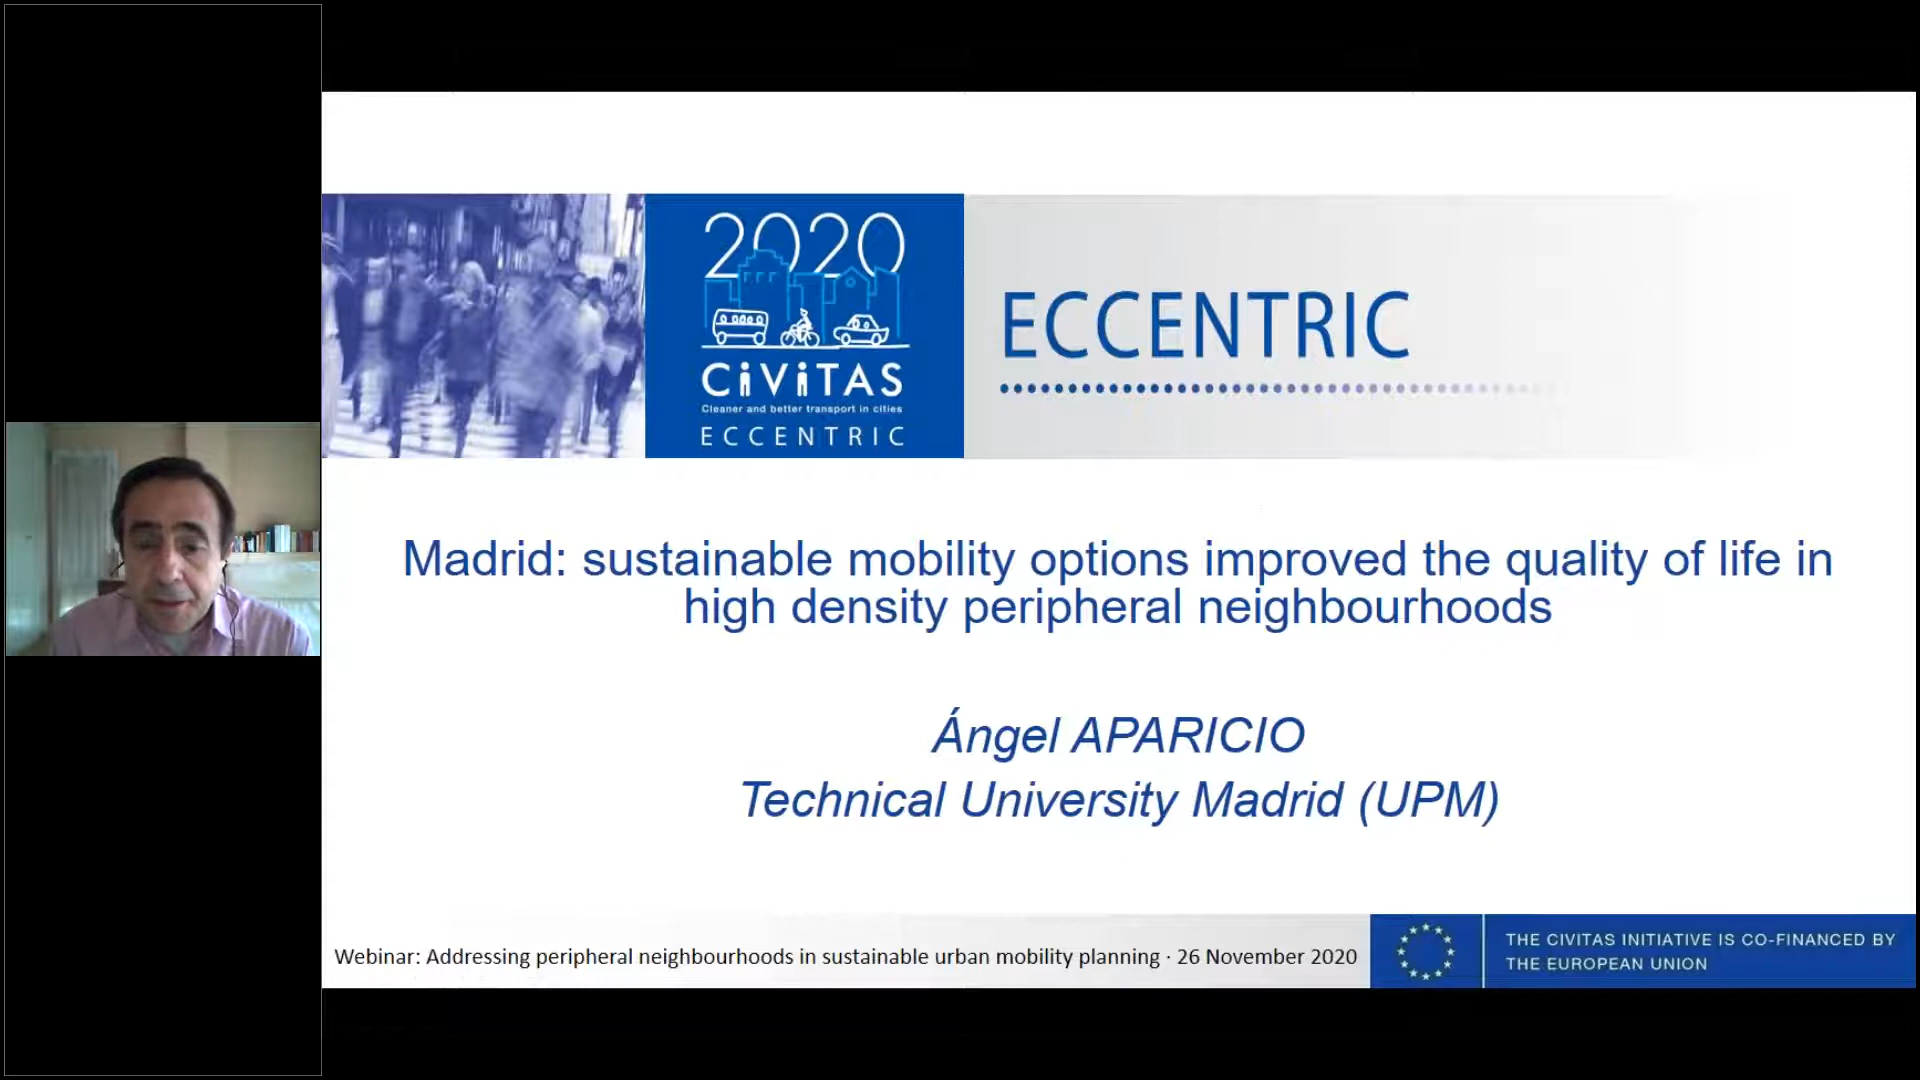 2020
CiViTAS
Cleaner and better transport in cities
ECCENTRIC
ECCENTRIC
Madrid: sustainable mobility options improved the quality of life in
high density peripheral neighbourhoods
Ángel APARICIO
Technical University Madrid (UPM)
Webinar: Addressing peripheral neighbourhoods in sustainable urban mobility planning · 26 November 2020
THE CIVITAS INITIATIVE IS CO-FINANCED BY
THE EUROPEAN UNION